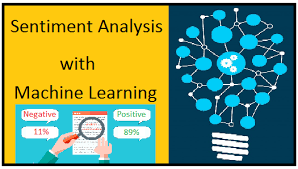 Sentiment Analysis
with
Machine Learning
Negative
Positive
11%
89%